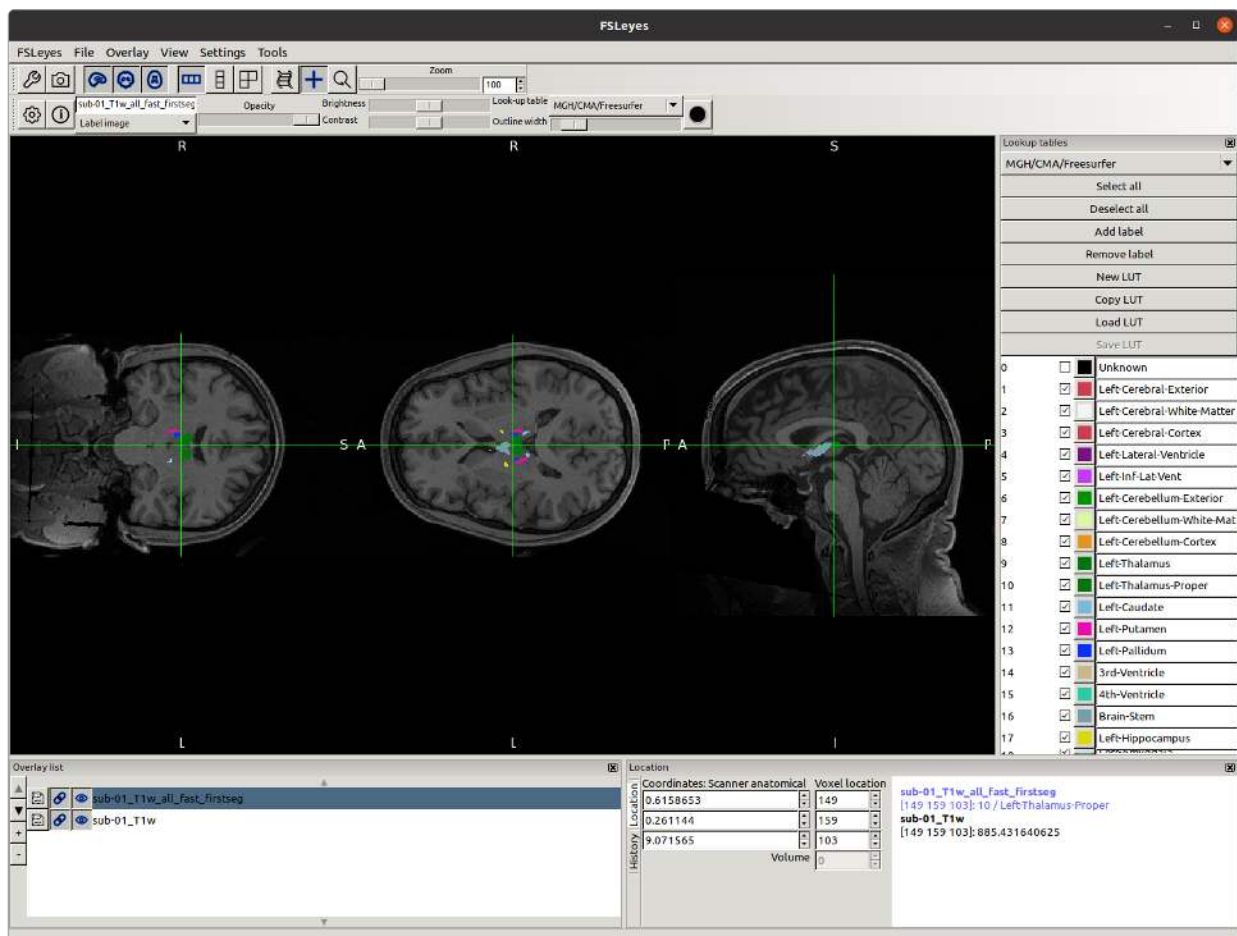 FSLeyes
FSLeyes File Overlay View Settings Tools
Zoom
100
sub-01_T1w_all_fast_firstseg
Label image
Opacity
Brightness
Contrast
Look-up table MGH/CMA/Freesurfer
Outline width
R R S
I S A P A P
L L I
Lookup tables
MGH/CMA/Freesurfer
Select all
Deselect all
Add label
Remove label
New LUT
Copy LUT
Load LUT
Save LUT
0 Unknown
1 Left-Cerebral-Exterior
2 Left-Cerebral-White-Matter
3 Left-Cerebral-Cortex
4 Left-Lateral-Ventricle
5 Left-Inf-Lat-Vent
6 Left-Cerebellum-Exterior
7 Left-Cerebellum-White-Mat
8 Left-Cerebellum-Cortex
9 Left-Thalamus
10 Left-Thalamus-Proper
11 Left-Caudate
12 Left-Putamen
13 Left-Pallidum
14 3rd-Ventricle
15 4th-Ventricle
16 Brain-Stem
17 Left-Hippocampus
Overlay list
sub-01_T1w_all_fast_firstseg
sub-01_T1w
+
-
Location
Location
History
Coordinates: Scanner anatomical Voxel location
0.6158653 149
0.261144 159
9.071565 103
Volume 0
sub-01_T1w_all_fast_firstseg
[149 159 103]: 10 / Left-Thalamus-Proper
sub-01_T1w
[149 159 103]: 885.431640625